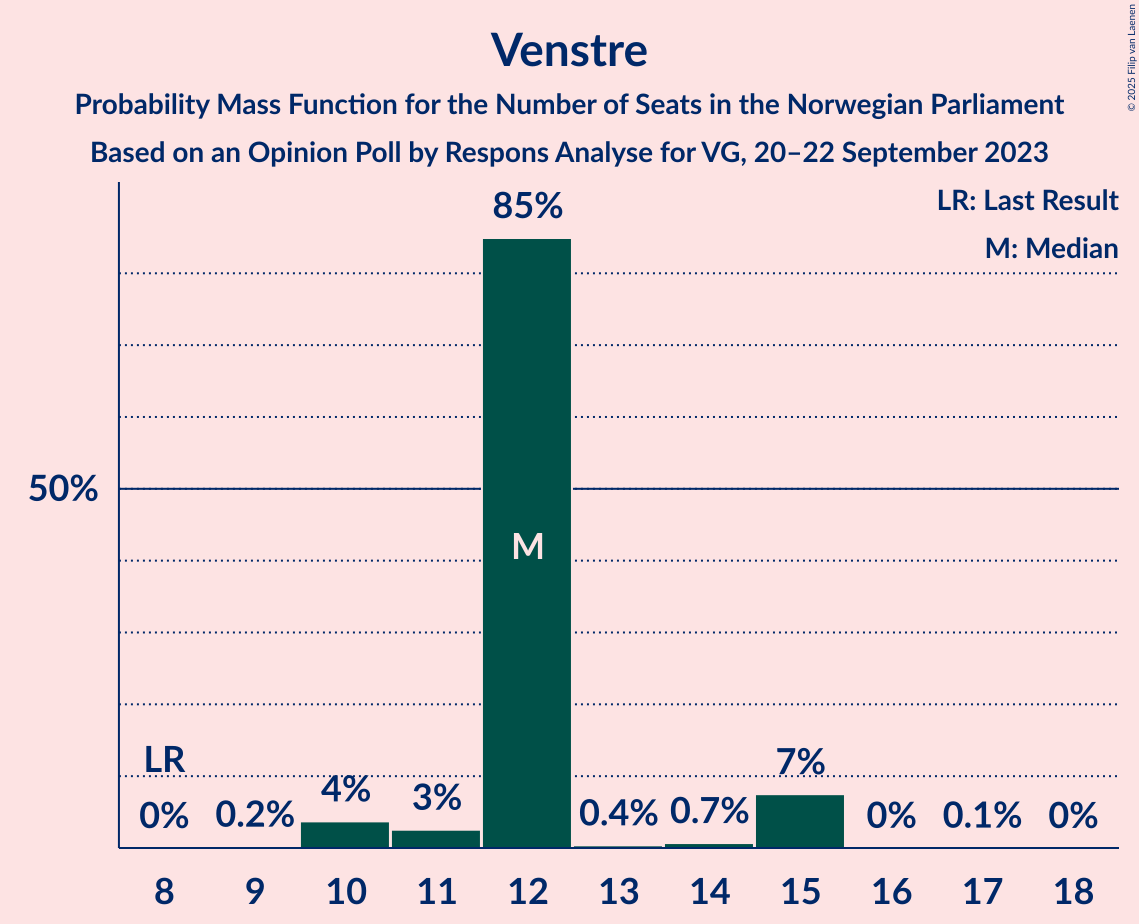 Venstre
Probability Mass Function for the Number of Seats in the Norwegian Parliament
Based on an Opinion Poll by Respons Analyse for VG, 20–22 September 2023
© 2025 Filip van Laenen
LR: Last Result
M: Median
85%
50%
M
LR
0%
0.2%
4%
3%
0.4%
0.7%
7%
0%
0.1%
0%
8 9 10 11 12 13 14 15 16 17 18